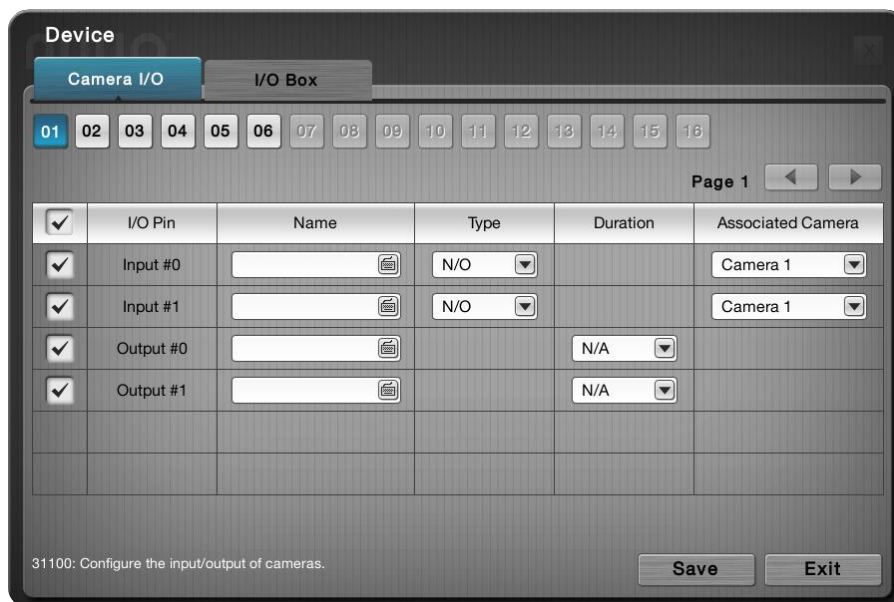 Device
Camera I/O I/O Box
01 02 03 04 05 06 07 08 09 10 11 12 13 14 15 16
Page 1
I/O Pin Name Type Duration Associated Camera
Input #0 N/O Camera 1
Input #1 N/O Camera 1
Output #0 N/A
Output #1 N/A
31100: Configure the input/output of cameras.
Save Exit